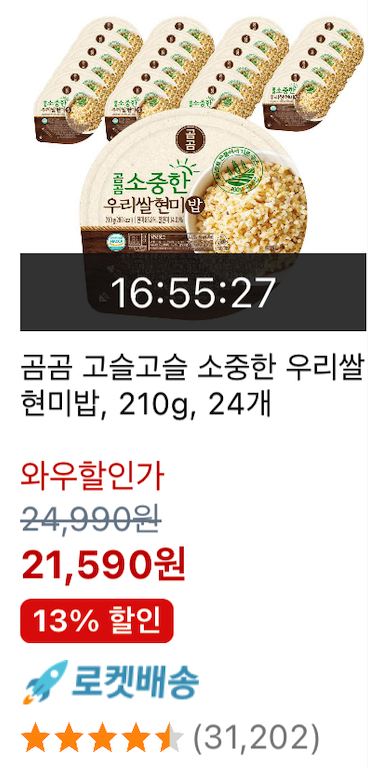 곰곰
곰곰 소중한
우리쌀현미밥
16:55:27
곰곰 고슬고슬 소중한 우리쌀
현미밥, 210g, 24개
와우할인가
24,990원
21,590원
13% 할인
로켓배송
(31,202)